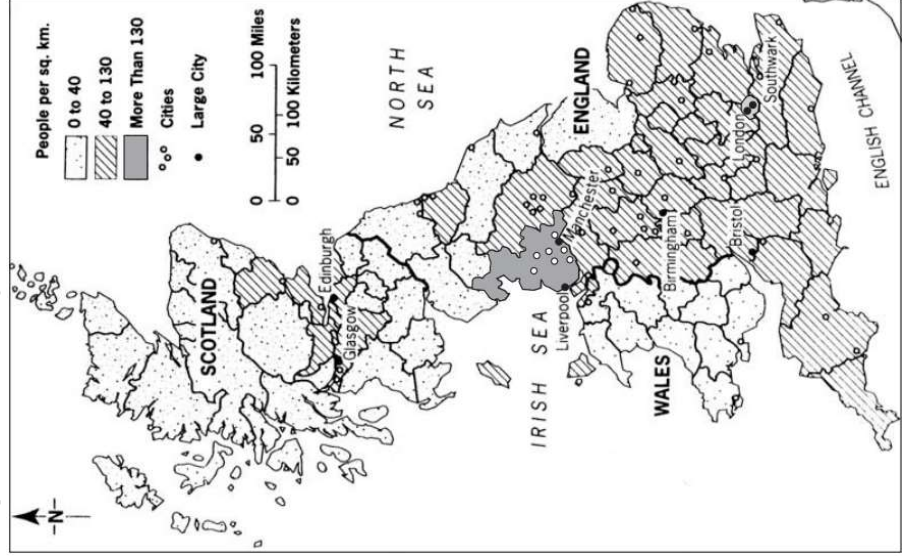 People per sq. km.
0 to 40
40 to 130
More Than 130
Cities
Large City
0 50 100 Miles
0 50 100 Kilometers
-N-
SCOTLAND
Edinburgh
Glasgow
NORTH
SEA
IRISH SEA
ENGLAND
Manchester
Liverpool
WALES
Birmingham
Bristol
London
Southwark
ENGLISH CHANNEL